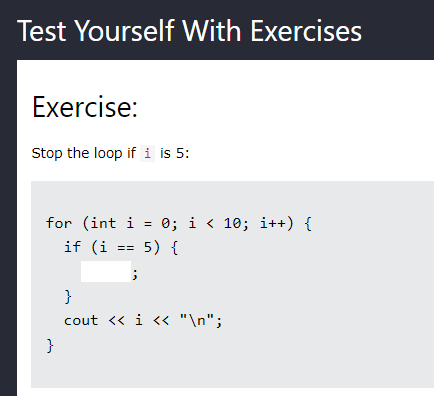 Test Yourself With Exercises
Exercise:
Stop the loop if i is 5:
for (int i = 0; i < 10; i++) {
if (i == 5) {
;
}
cout << i << "\n";
}